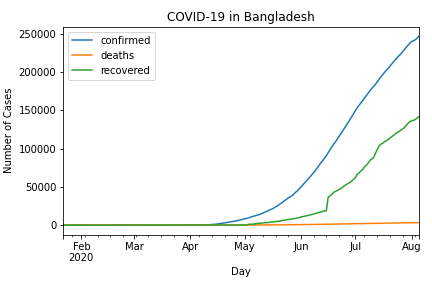 COVID-19 in Bangladesh
confirmed
deaths
recovered
250000
200000
150000
100000
50000
0
Number of Cases
Feb
2020
Mar
Apr
May
Jun
Jul
Aug
Day